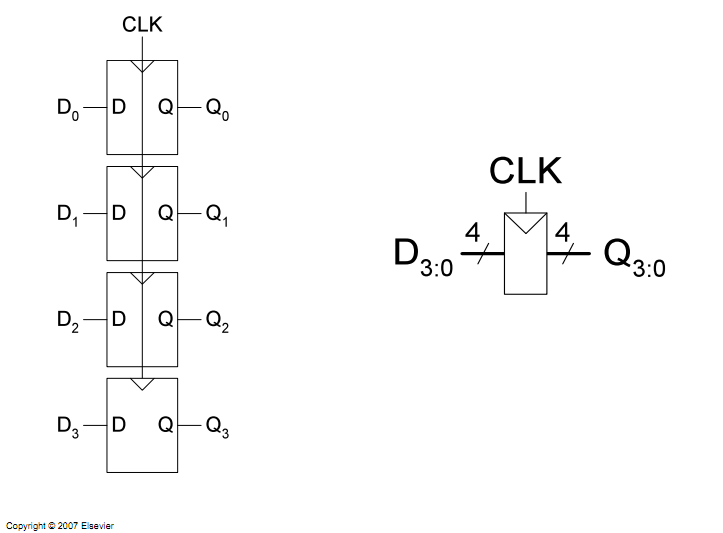 CLK
D0 D Q Q0
D1 D Q Q1
D2 D Q Q2
D3 D Q Q3
CLK
4 4
D3:0 Q3:0
Copyright © 2007 Elsevier